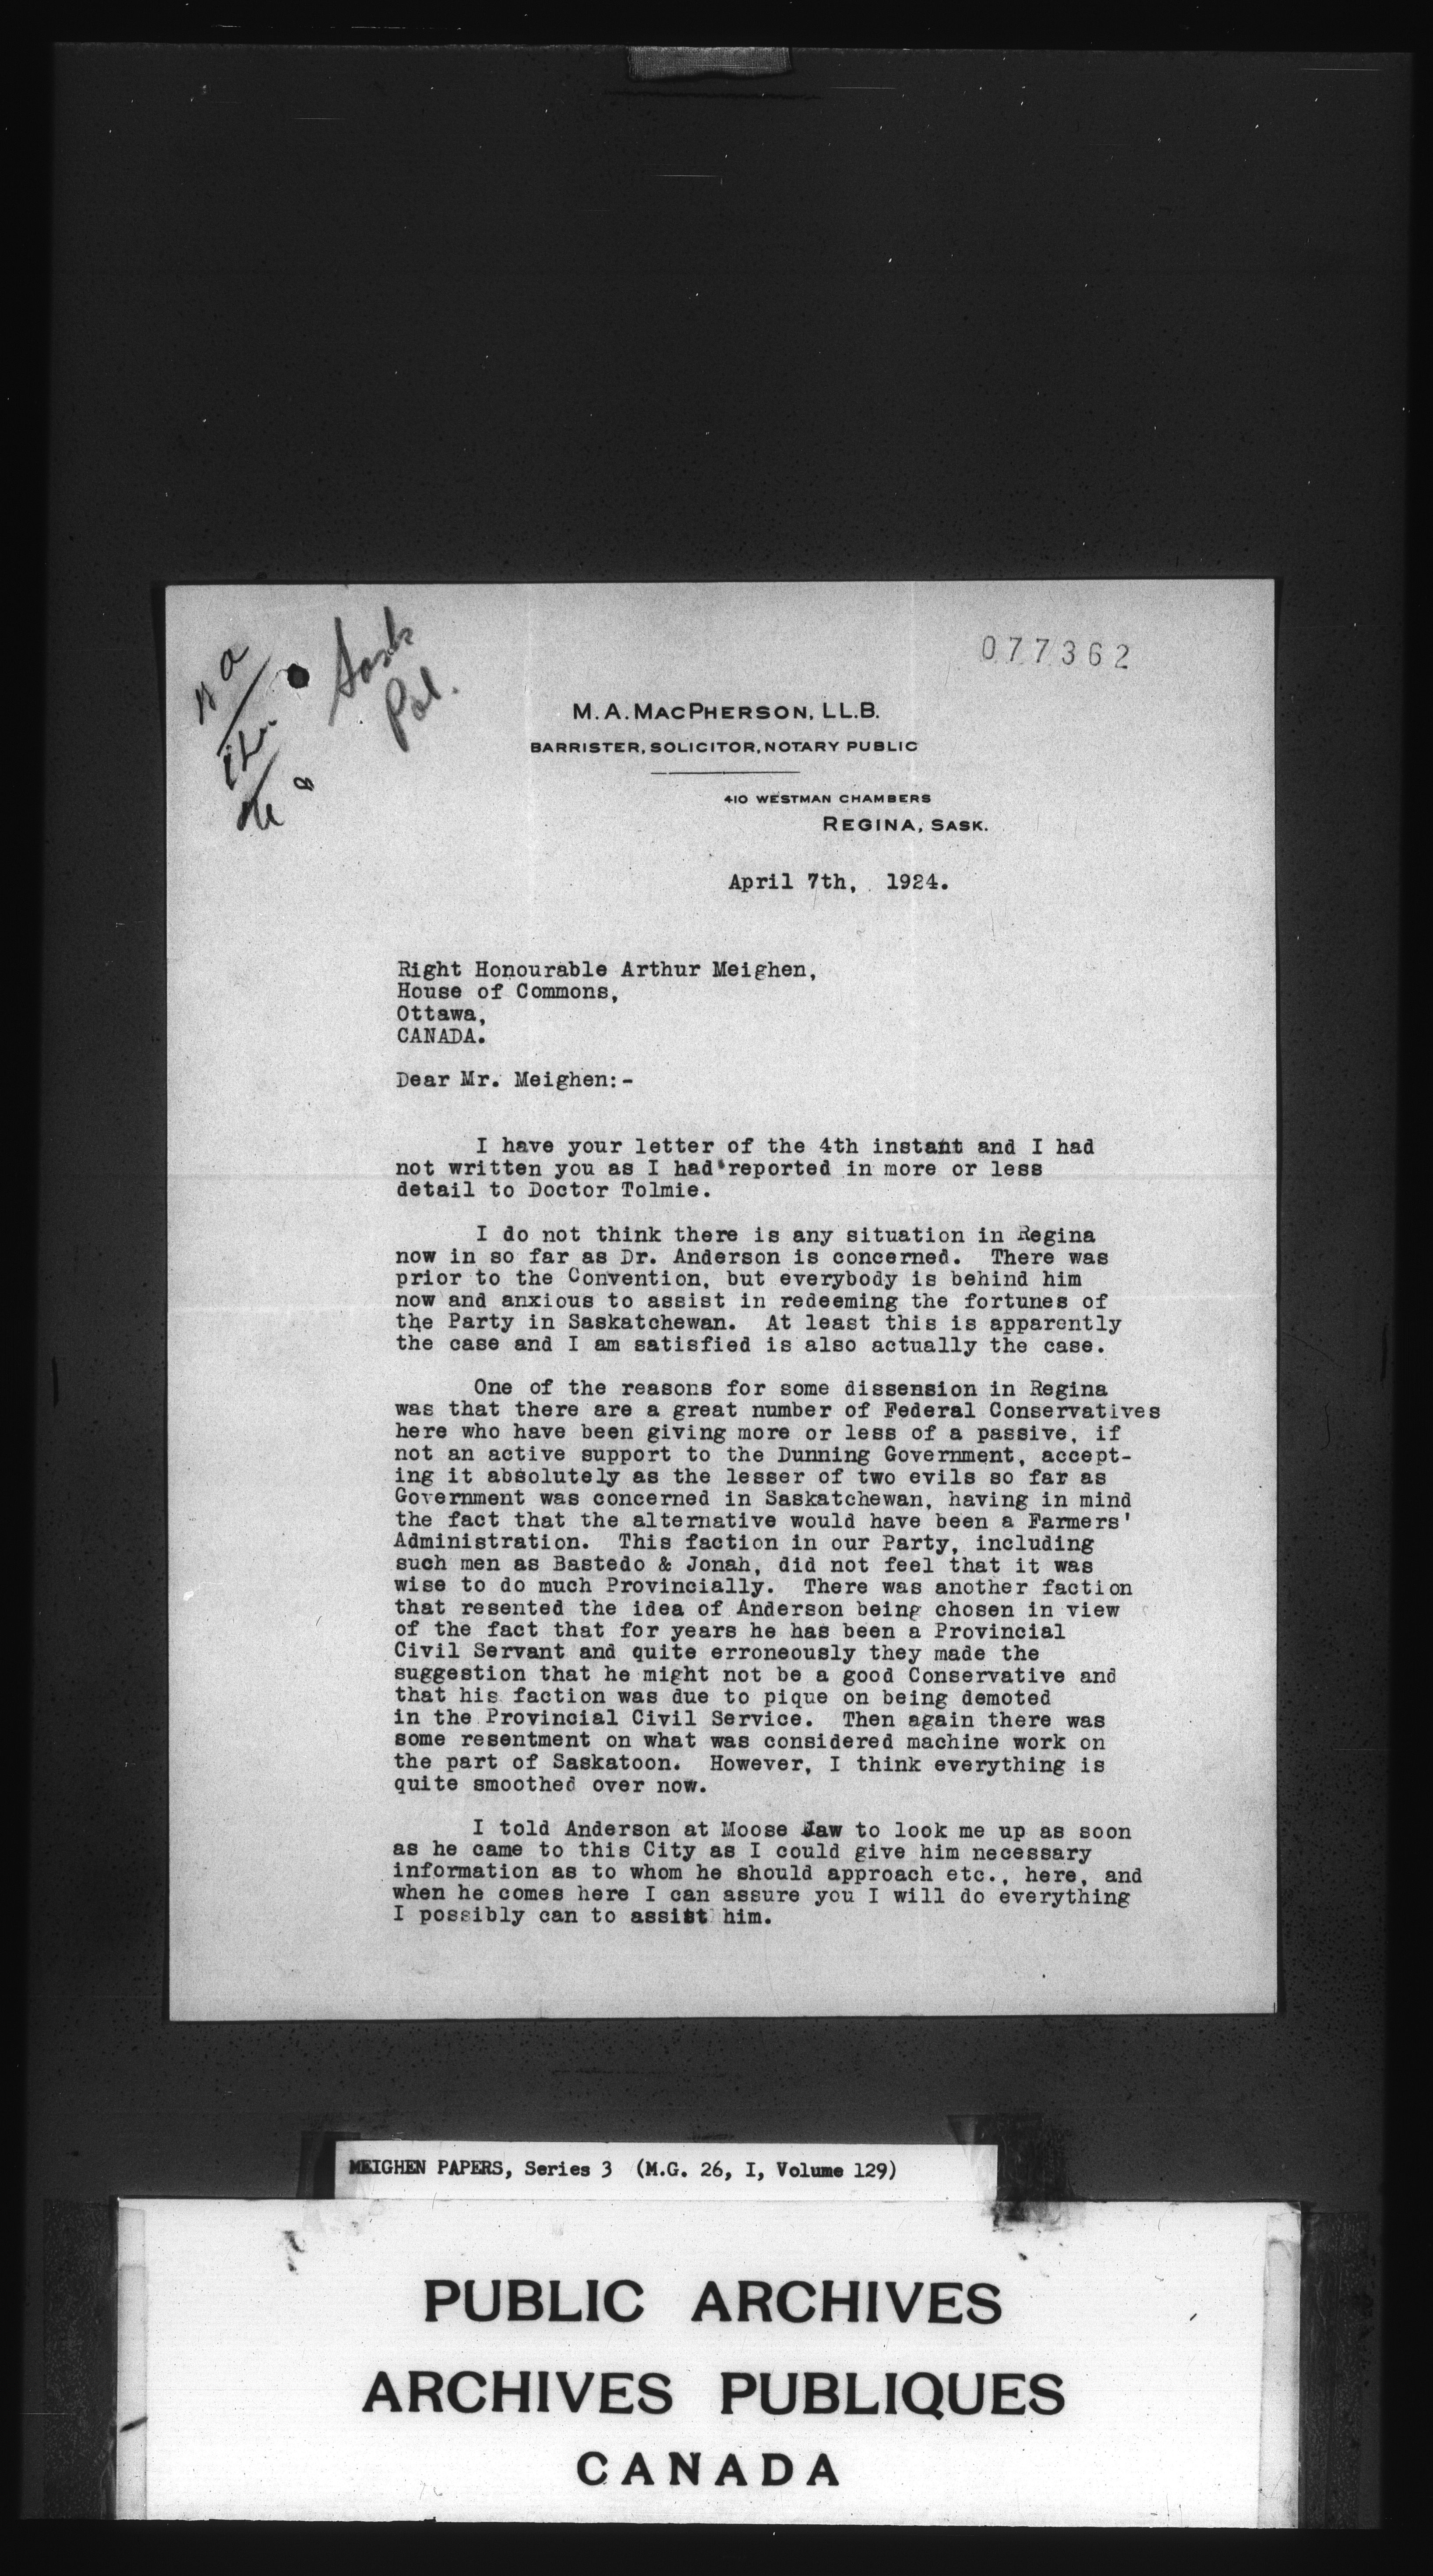 Sask
Pol.
077362
M. A. MACPHERSON, LL.B.
BARRISTER, SOLICITOR, NOTARY PUBLIC
410 WESTMAN CHAMBERS
REGINA, SASK.
April 7th, 1924.
Right Honourable Arthur Meighen,
House of Commons,
Ottawa,
CANADA.
Dear Mr. Meighen:-
I have your letter of the 4th instant and I had
not written you as I had reported in more or less
detail to Doctor Tolmie.
I do not think there is any situation in Regina
now in so far as Dr. Anderson is concerned. There was
prior to the Convention, but everybody is behind him
now and anxious to assist in redeeming the fortunes of
the Party in Saskatchewan. At least this is apparently
the case and I am satisfied is also actually the case.
One of the reasons for some dissension in Regina
was that there are a great number of Federal Conservatives
here who have been giving more or less of a passive, if
not an active support to the Dunning Government, accept-
ing it absolutely as the lesser of two evils so far as
Government was concerned in Saskatchewan, having in mind
the fact that the alternative would have been a Farmers'
Administration. This faction in our Party, including
such men as Bastedo & Jonah, did not feel that it was
wise to do much Provincially. There was another faction
that resented the idea of Anderson being chosen in view
of the fact that for years he has been a Provincial
Civil Servant and quite erroneously they made the
suggestion that he might not be a good Conservative and
that his faction was due to pique on being demoted
in the Provincial Civil Service. Then again there was
some resentment on what was considered machine work on
the part of Saskatoon. However, I think everything is
quite smoothed over now.
I told Anderson at Moose Jaw to look me up as soon
as he came to this City as I could give him necessary
information as to whom he should approach etc., here, and
when he comes here I can assure you I will do everything
I possibly can to assist him.
MEIGHEN PAPERS, Series 3 (M.G. 26, I, Volume 129)
PUBLIC ARCHIVES
ARCHIVES PUBLIQUES
CANADA